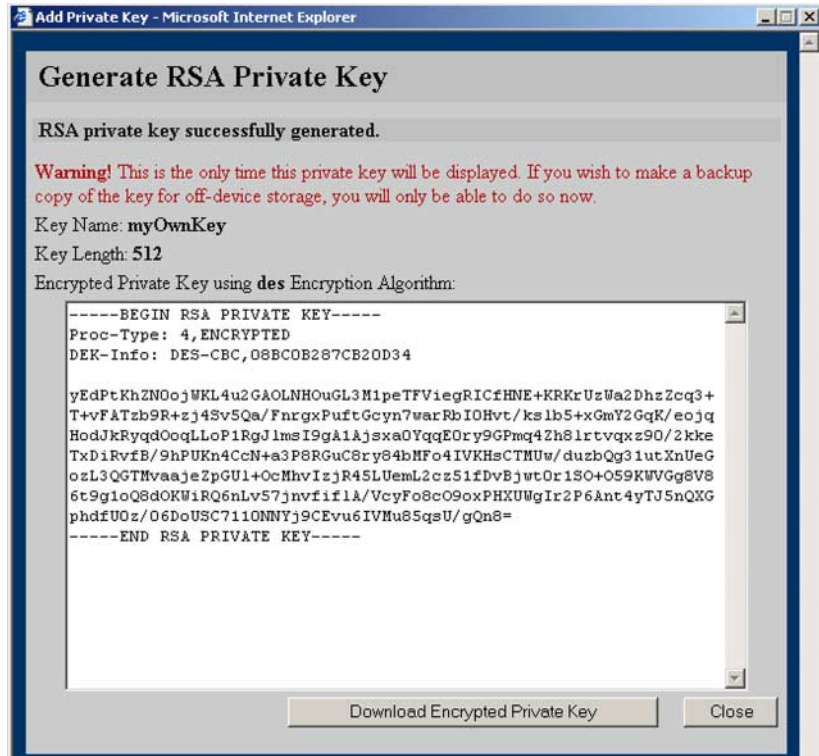 Add Private Key - Microsoft Internet Explorer
Generate RSA Private Key
RSA private key successfully generated.
Warning! This is the only time this private key will be displayed. If you wish to make a backup
copy of the key for off-device storage, you will only be able to do so now.
Key Name: myOwnKey
Key Length: 512
Encrypted Private Key using des Encryption Algorithm:
-----BEGIN RSA PRIVATE KEY-----
Proc-Type: 4,ENCRYPTED
DEK-Info: DES-CBC,08BC0B287CB20D34

yEdPtKhZNOojWKL4u2GAOLNHOuGL3M1peTFViegRICfHNE+KRKrUzWa2DhzZcq3+
T+vFATzb9R+zj4Sv5Qa/FnrgxPuftGcyn7warRbIOHvt/kslb5+xGmY2GqK/eojq
HodJkRyqdOoqLLoP1RgJlmsI9gA1Ajsxa0YqqEOry9GPmq4Zh8lrtvqxz90/2kke
TxDiRvfB/9hPUKn4CcN+a3P8RGuC8ry84bMFo4IVKHsCTMUw/duzbQg31utXnUeG
ozL3QGTMvaajeZpGUl+OcMhvIzjR45LUemL2cz51fDvBjwtOr1SO+O59KWVGg8V8
6t9g1oQ8dOKWiRQ6nLv57jnvfiflA/VcyFo8cO9oxPHXUWgIr2P6Ant4yTJ5nQXG
phdfU0z/O6DoUSC711ONNYj9CEvu6IVMu85qsU/gQn8=
-----END RSA PRIVATE KEY-----
Download Encrypted Private Key
Close